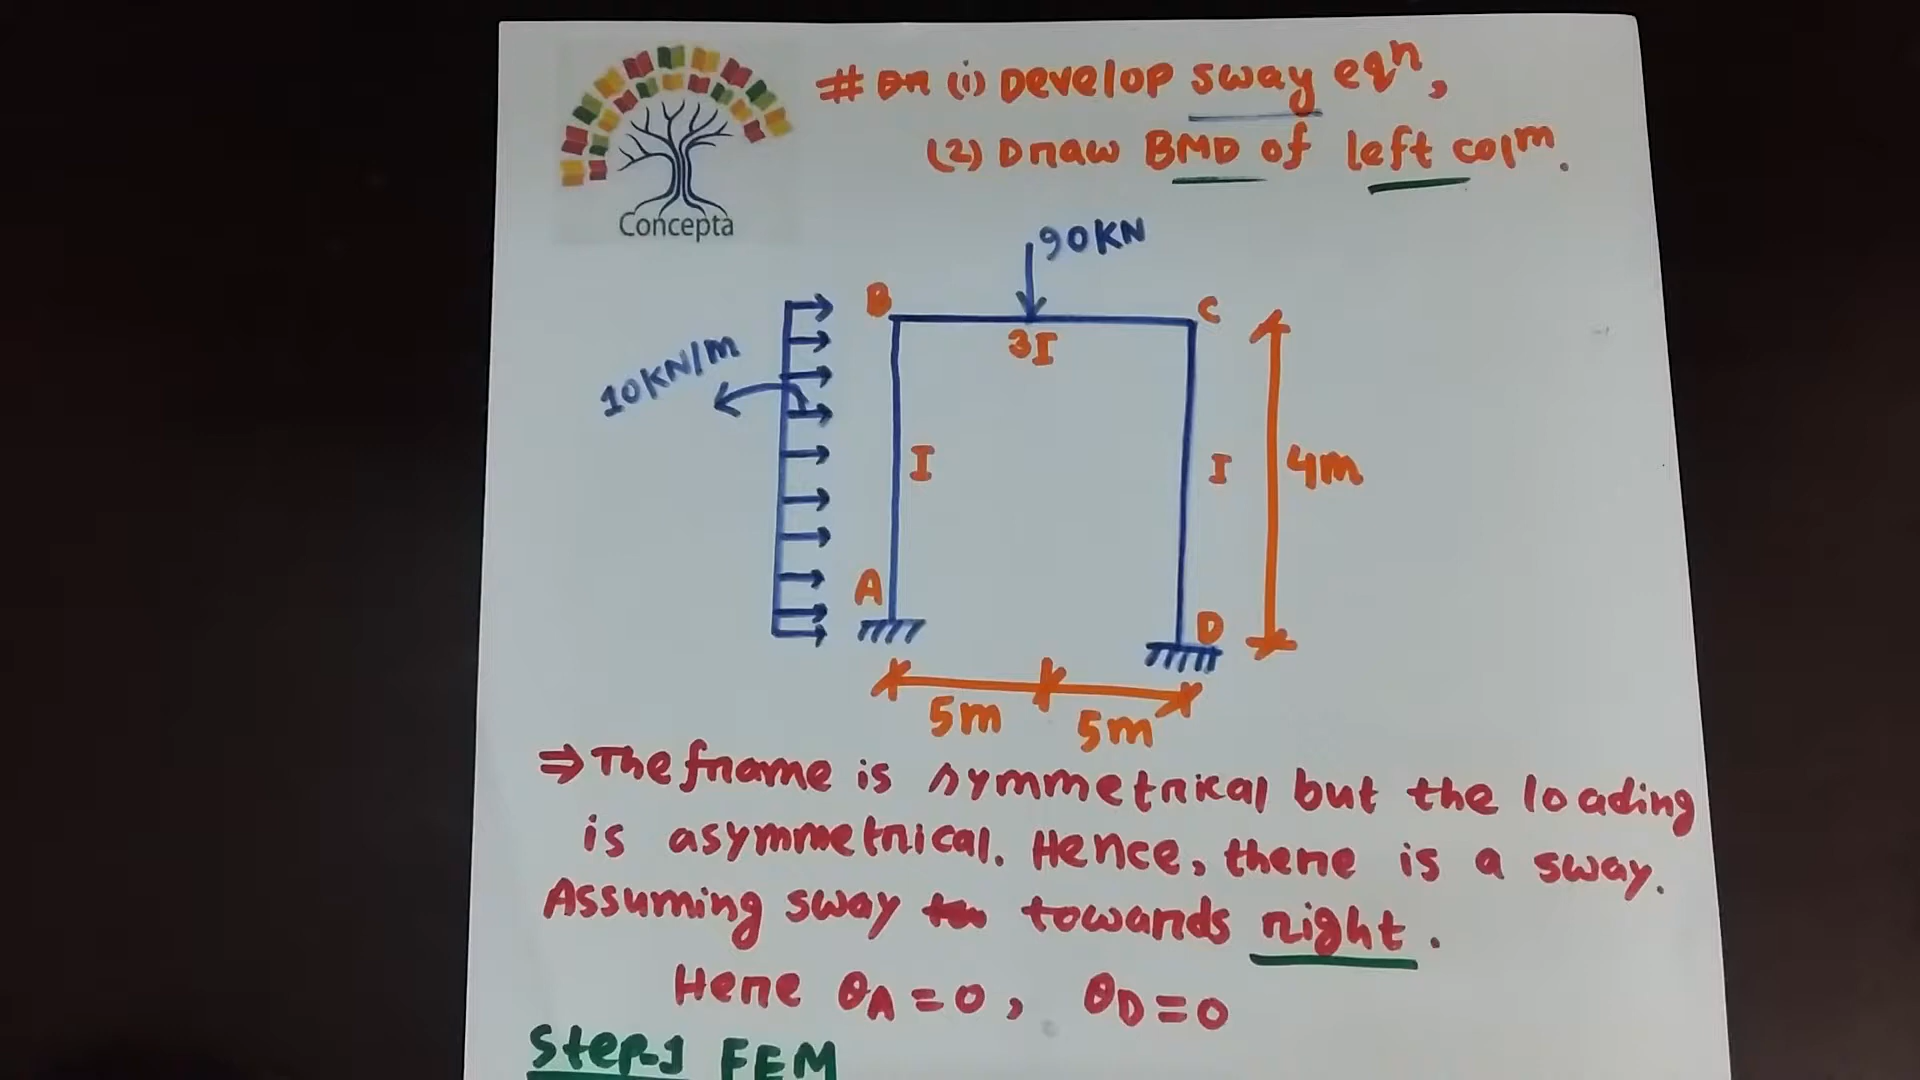 # (i) Develop sway eqⁿ,
(2) Draw BMD of left colᵐ.
Concepta
90KN
B
C
3I
10KN/m
I
I
4m
A
D
5m
5m
⇒ The frame is symmetrical but the loading
is asymmetrical. Hence, there is a sway.
Assuming sway towards right.
Here θA = 0, θD = 0
Step-1 FEM